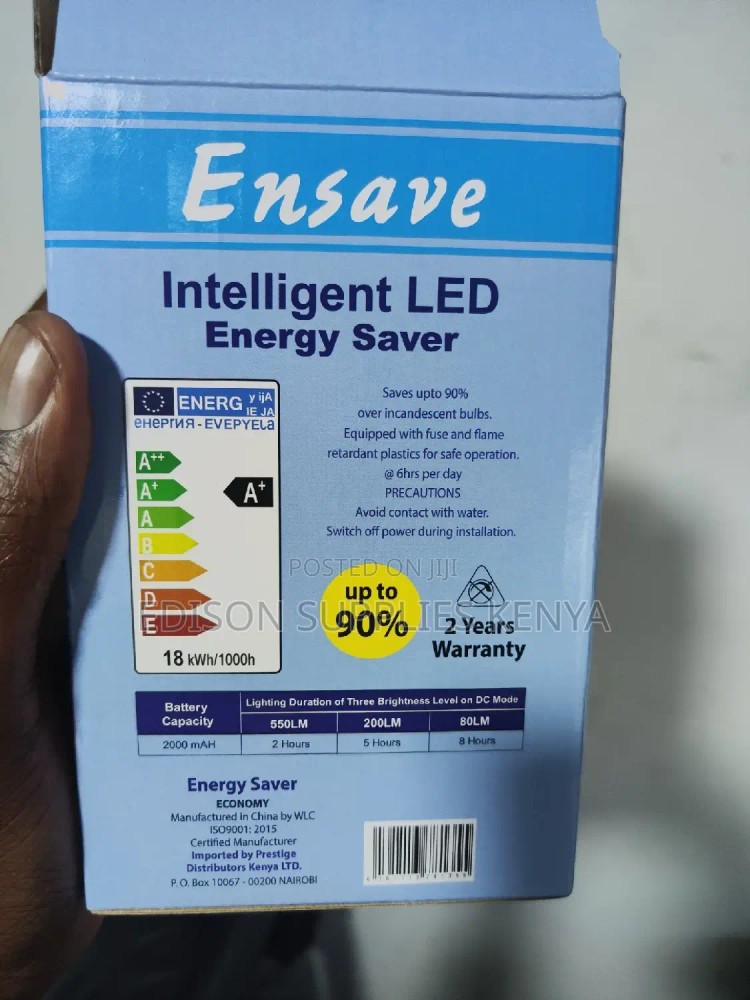 Ensave
Intelligent LED
Energy Saver
ENERG
y ijA
IE JA
енергия - ΕVEPYELa
A++
A+
A
B
C
D
E
A+
18 kWh/1000h
Saves upto 90%
over incandescent bulbs.
Equipped with fuse and flame
retardant plastics for safe operation.
@ 6hrs per day
PRECAUTIONS
Avoid contact with water.
Switch off power during installation.
POSTED ON JIJI
EDISON SUPPLIES KENYA
up to
90%
2 Years
Warranty
Battery Capacity
Lighting Duration of Three Brightness Level on DC Mode
550LM 200LM 80LM
2000 mAH 2 Hours 5 Hours 8 Hours
Energy Saver
ECONOMY
Manufactured in China by WLC
ISO9001: 2015
Certified Manufacturer
Imported by Prestige
Distributors Kenya LTD.
P.O. Box 10067 - 00200 NAIROBI